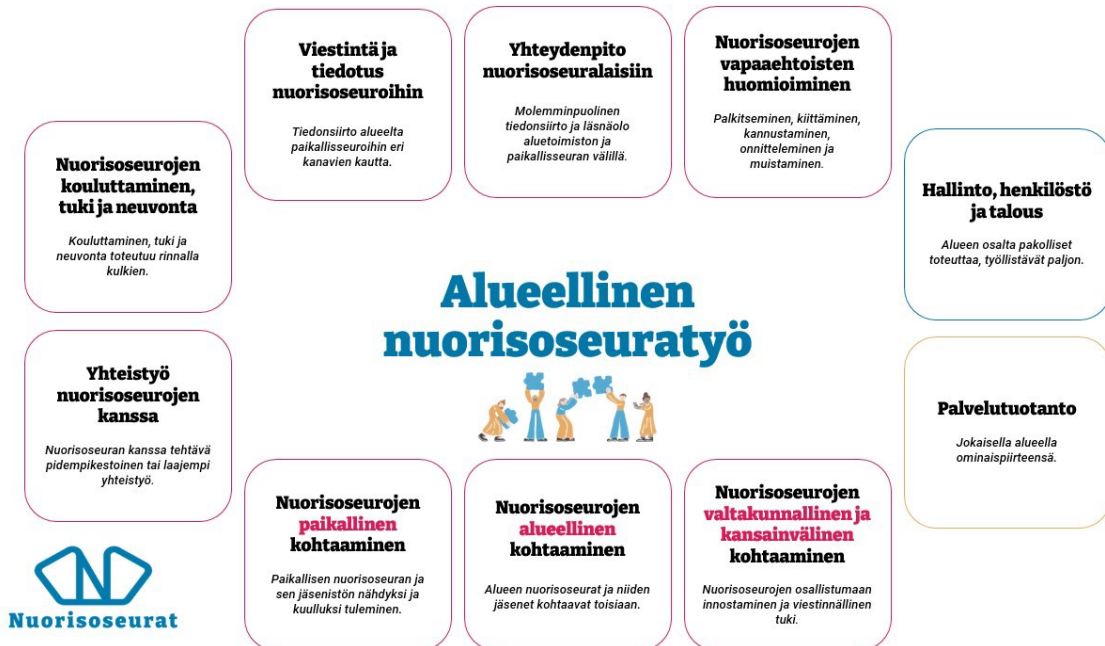 Viestintä ja
tiedotus
nuorisoseuroihin
Tiedonsiirto alueelta
paikallisseuroihin eri
kanavien kautta.
Yhteydenpito
nuorisoseuralaisiin
Molemminpuolinen
tiedonsiirto ja läsnäolo
aluetoimiston ja
paikallisseuran välillä.
Nuorisoseurojen
vapaaehtoisten
huomioiminen
Palkitseminen, kiittäminen,
kannustaminen,
onnitteleminen ja
muistaminen.
Nuorisoseurojen
kouluttaminen,
tuki ja neuvonta
Kouluttaminen, tuki ja
neuvonta toteutuu rinnalla
kulkien.
Hallinto, henkilöstö
ja talous
Alueen osalta pakolliset
toteuttaa, työllistävät paljon.
Alueellinen
nuorisoseuratyö
Yhteistyö
nuorisoseurojen
kanssa
Nuorisoseuran kanssa tehtävä
pidempikestoinen tai laajempi
yhteistyö.
Palvelutuotanto
Jokaisella alueella
ominaispiirteensä.
Nuorisoseurojen
paikallinen
kohtaaminen
Paikallisen nuorisoseuran ja
sen jäsenistön nähdyksi ja
kuulluksi tuleminen.
Nuorisoseurojen
alueellinen
kohtaaminen
Alueen nuorisoseurat ja niiden
jäsenet kohtaavat toisiaan.
Nuorisoseurojen
valtakunnallinen ja
kansainvälinen
kohtaaminen
Nuorisoseurojen osallistumaan
innostaminen ja viestinnällinen
tuki.
N
Nuorisoseurat